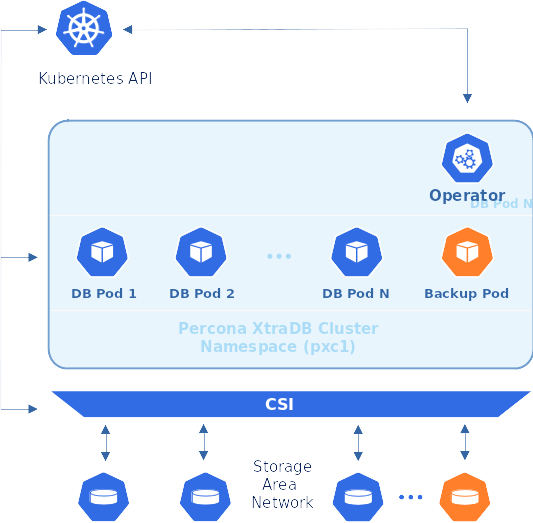 Kubernetes API
Operator
DB Pod N
DB Pod 1
DB Pod 2
DB Pod N
Backup Pod
Percona XtraDB Cluster
Namespace (pxc1)
CSI
Storage
Area
Network